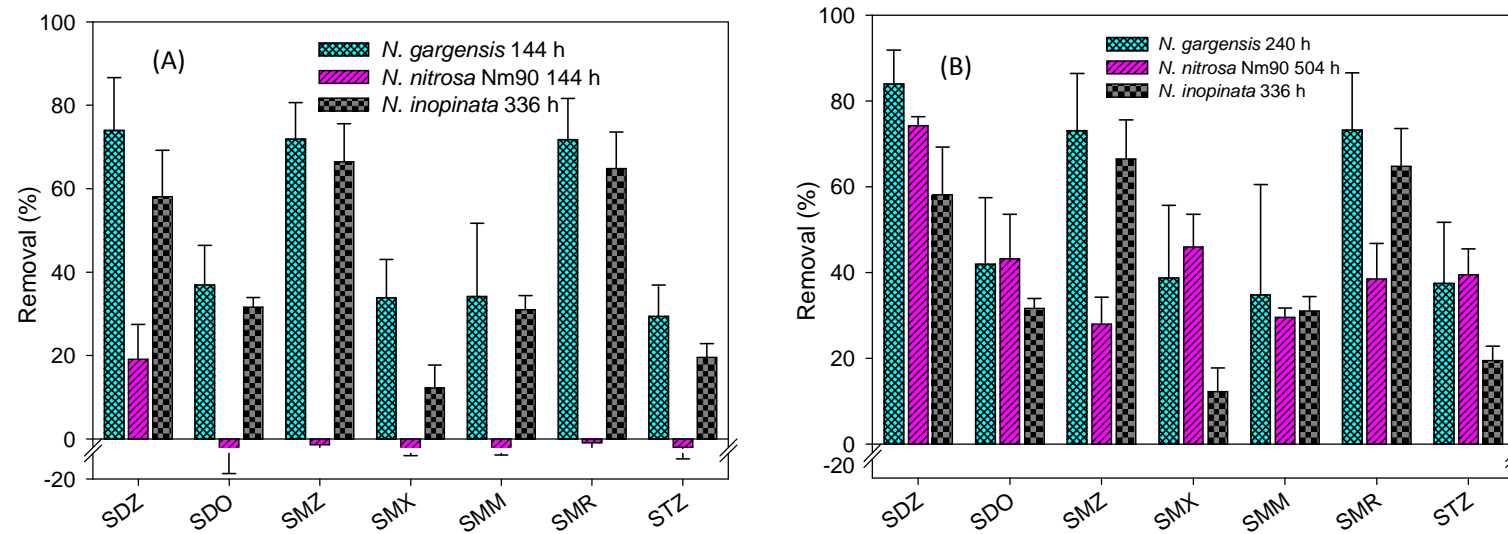 (A)
N. gargensis 144 h
N. nitrosa Nm90 144 h
N. inopinata 336 h
Removal (%)
100
80
60
40
20
0
-20
SDZ SDO SMZ SMX SMM SMR STZ
(B)
N. gargensis 240 h
N. nitrosa Nm90 504 h
N. inopinata 336 h
Removal (%)
100
80
60
40
20
0
-20
SDZ SDO SMZ SMX SMM SMR STZ